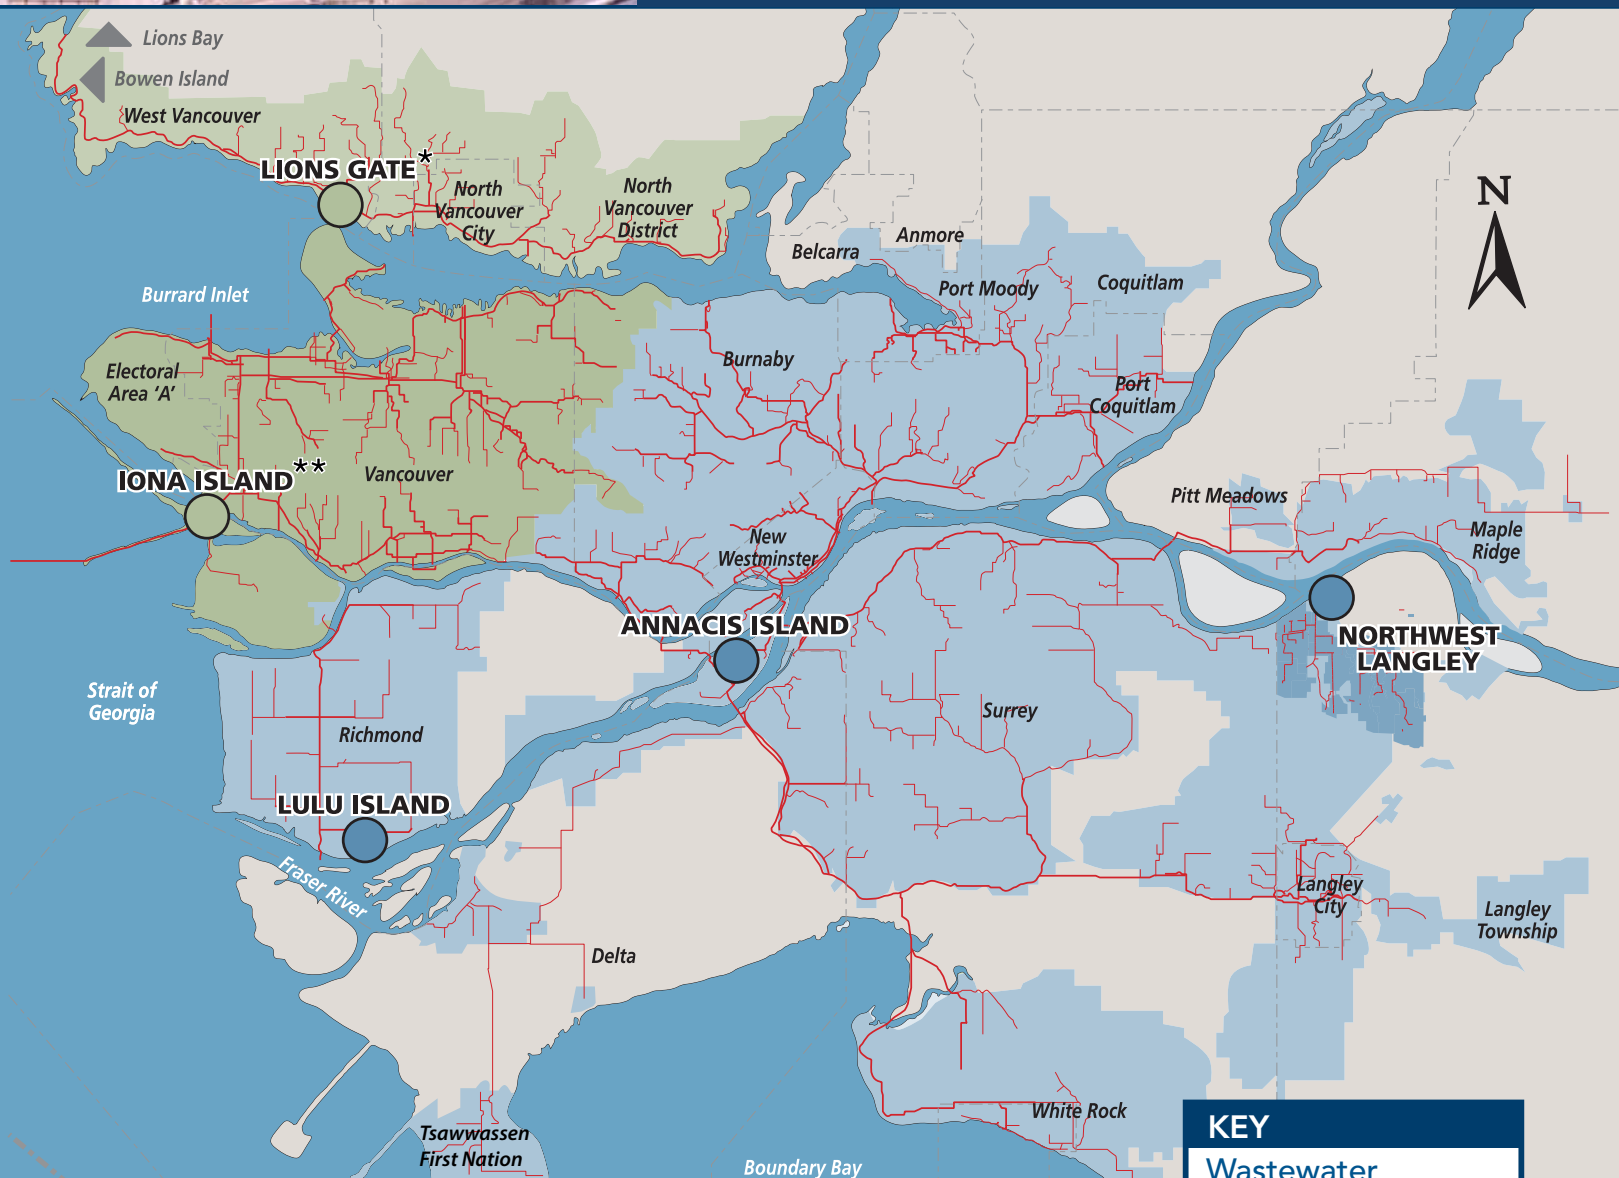 Lions Bay
Bowen Island
West Vancouver
LIONS GATE*
North
Vancouver
City
North
Vancouver
District
Belcarra
Anmore
Port Moody
Coquitlam
N
Burrard Inlet
Electoral
Area ‘A’
Burnaby
Port
Coquitlam
IONA ISLAND**
Vancouver
Pitt Meadows
Maple
Ridge
New
Westminster
ANNACIS ISLAND
NORTHWEST
LANGLEY
Strait of
Georgia
Richmond
Surrey
LULU ISLAND
Fraser River
Langley
City
Langley
Township
Delta
White Rock
Tsawwassen
First Nation
Boundary Bay
KEY
Wastewater